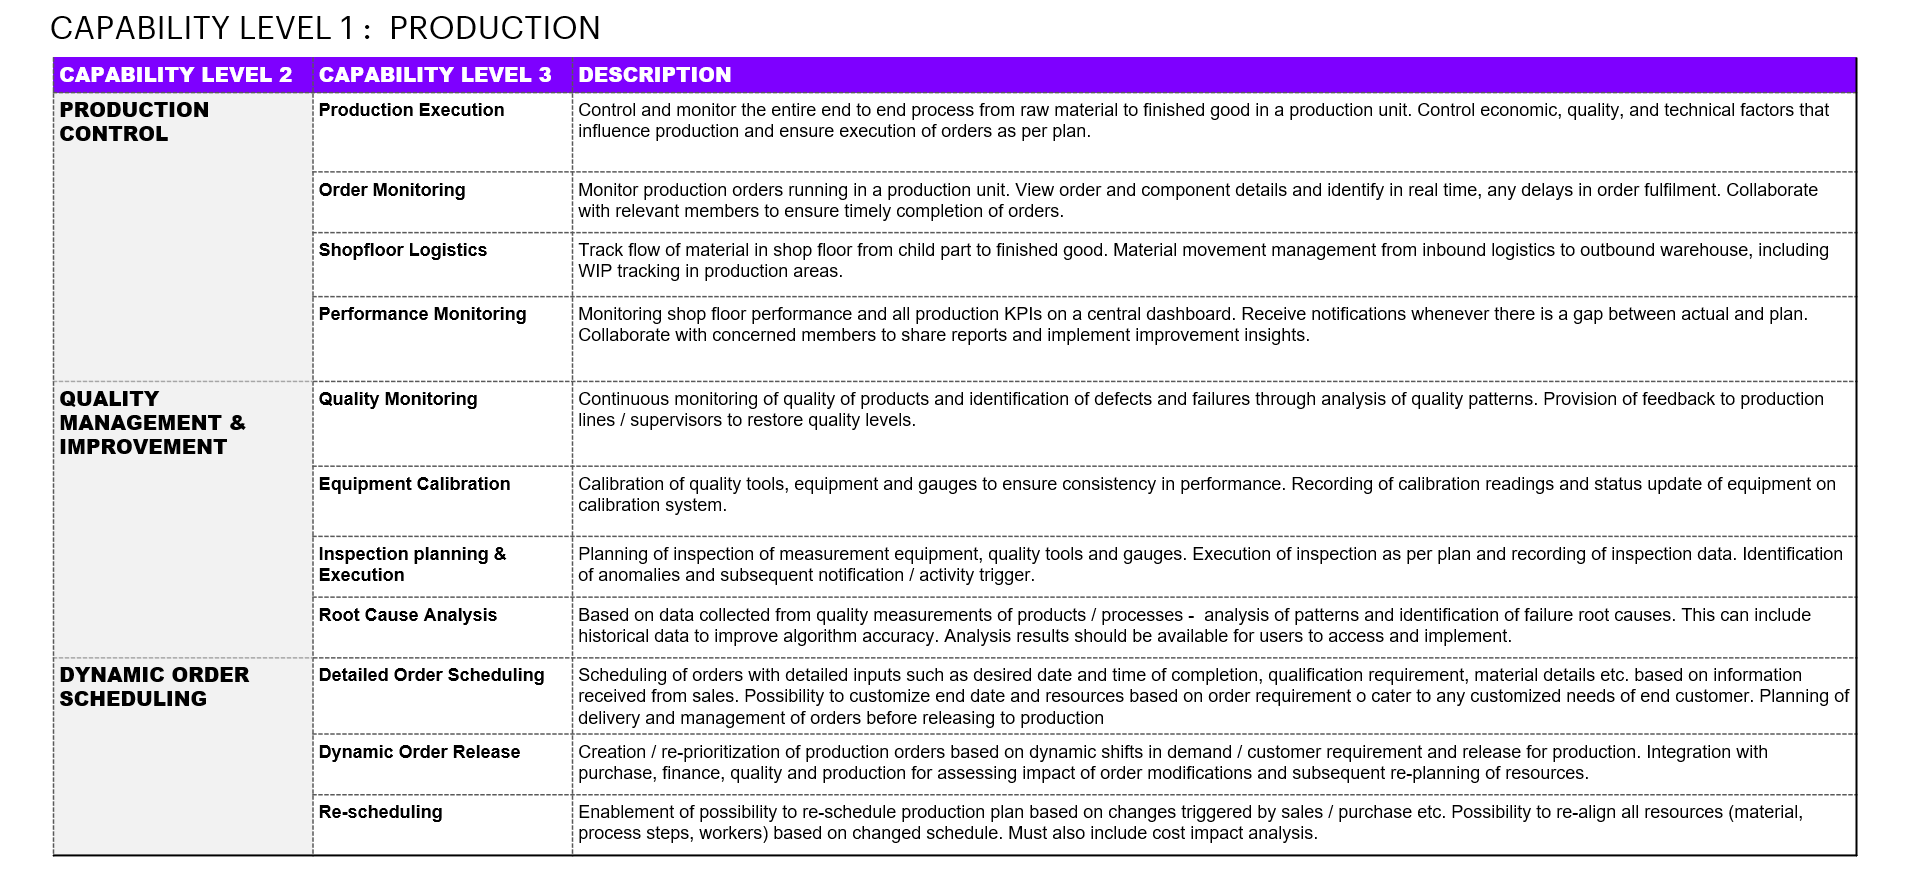 CAPABILITY LEVEL 1 :  PRODUCTION
CAPABILITY LEVEL 2
CAPABILITY LEVEL 3
DESCRIPTION
PRODUCTION
CONTROL
Production Execution
Control and monitor the entire end to end process from raw material to finished good in a production unit. Control economic, quality, and technical factors that
influence production and ensure execution of orders as per plan.
Order Monitoring
Monitor production orders running in a production unit. View order and component details and identify in real time, any delays in order fulfilment. Collaborate
with relevant members to ensure timely completion of orders.
Shopfloor Logistics
Track flow of material in shop floor from child part to finished good. Material movement management from inbound logistics to outbound warehouse, including
WIP tracking in production areas.
Performance Monitoring
Monitoring shop floor performance and all production KPIs on a central dashboard. Receive notifications whenever there is a gap between actual and plan.
Collaborate with concerned members to share reports and implement improvement insights.
QUALITY
MANAGEMENT &
IMPROVEMENT
Quality Monitoring
Continuous monitoring of quality of products and identification of defects and failures through analysis of quality patterns. Provision of feedback to production
lines / supervisors to restore quality levels.
Equipment Calibration
Calibration of quality tools, equipment and gauges to ensure consistency in performance. Recording of calibration readings and status update of equipment on
calibration system.
Inspection planning &
Execution
Planning of inspection of measurement equipment, quality tools and gauges. Execution of inspection as per plan and recording of inspection data. Identification
of anomalies and subsequent notification / activity trigger.
Root Cause Analysis
Based on data collected from quality measurements of products / processes -  analysis of patterns and identification of failure root causes. This can include
historical data to improve algorithm accuracy. Analysis results should be available for users to access and implement.
DYNAMIC ORDER
SCHEDULING
Detailed Order Scheduling
Scheduling of orders with detailed inputs such as desired date and time of completion, qualification requirement, material details etc. based on information
received from sales. Possibility to customize end date and resources based on order requirement o cater to any customized needs of end customer. Planning of
delivery and management of orders before releasing to production
Dynamic Order Release
Creation / re-prioritization of production orders based on dynamic shifts in demand / customer requirement and release for production. Integration with
purchase, finance, quality and production for assessing impact of order modifications and subsequent re-planning of resources.
Re-scheduling
Enablement of possibility to re-schedule production plan based on changes triggered by sales / purchase etc. Possibility to re-align all resources (material,
process steps, workers) based on changed schedule. Must also include cost impact analysis.